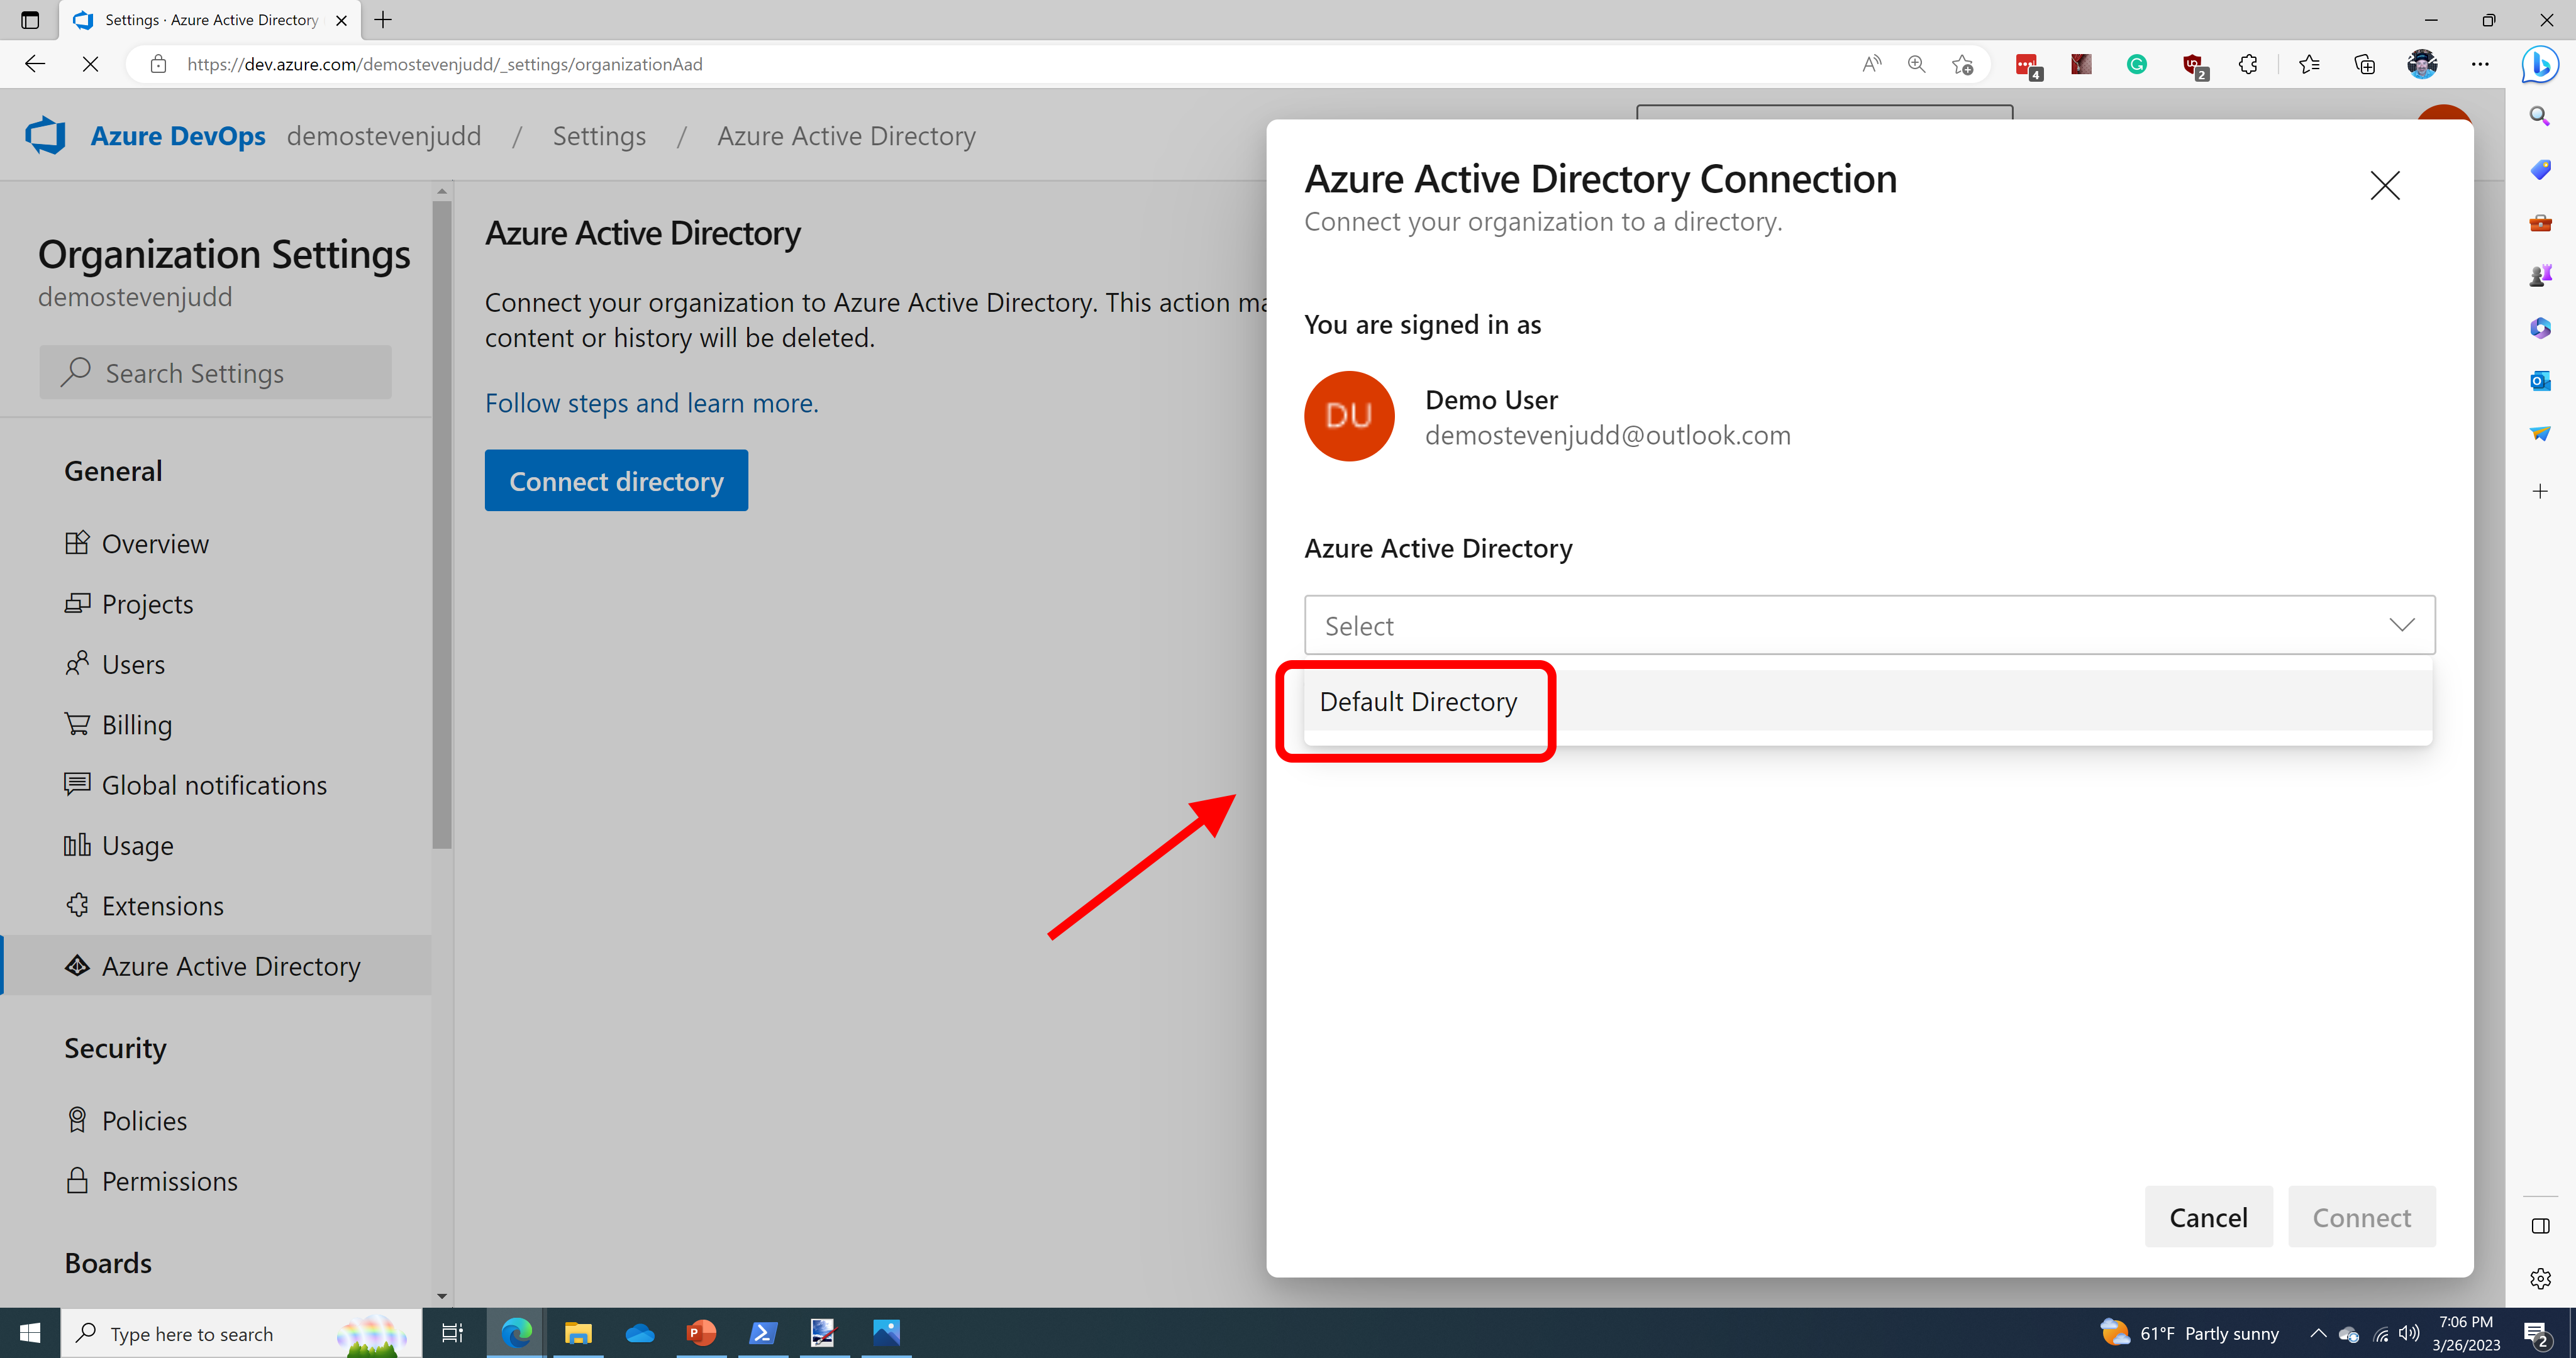 Settings · Azure Active Directory
https://dev.azure.com/demostevenjudd/_settings/organizationAad
4
2
Azure DevOps demostevenjudd / Settings / Azure Active Directory
Organization Settings
demostevenjudd
Search Settings
General
Overview
Projects
Users
Billing
Global notifications
Usage
Extensions
Azure Active Directory
Security
Policies
Permissions
Boards
Azure Active Directory
Connect your organization to Azure Active Directory. This action ma
content or history will be deleted.
Follow steps and learn more.
Connect directory
Azure Active Directory Connection
Connect your organization to a directory.
You are signed in as
DU
Demo User
demostevenjudd@outlook.com
Azure Active Directory
Select
Default Directory
Cancel
Connect
Type here to search
61°F Partly sunny
7:06 PM
3/26/2023
2